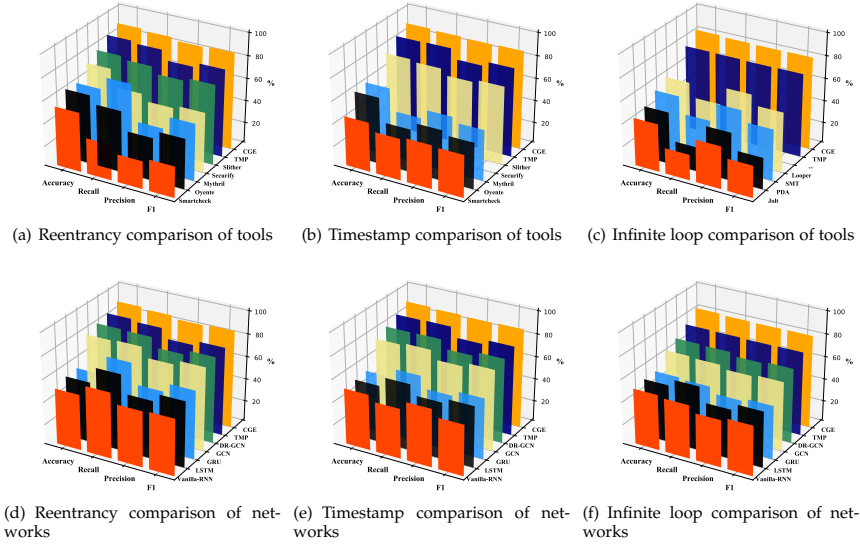 100
80
60
%
40
20
CGE
TMP
Slither
Securify
Mythril
Oyente
Smartcheck
Accuracy
Recall
Precision
F1
(a) Reentrancy comparison of tools
100
80
60
%
40
20
CGE
TMP
Slither
Securify
Mythril
Oyente
Smartcheck
Accuracy
Recall
Precision
F1
(b) Timestamp comparison of tools
100
80
60
%
40
20
CGE
TMP
--
Looper
SMT
PDA
Jolt
Accuracy
Recall
Precision
F1
(c) Infinite loop comparison of tools
100
80
60
%
40
20
CGE
TMP
DR-GCN
GCN
GRU
LSTM
Vanilla-RNN
Accuracy
Recall
Precision
F1
(d) Reentrancy comparison of net-
works
100
80
60
%
40
20
CGE
TMP
DR-GCN
GCN
GRU
LSTM
Vanilla-RNN
Accuracy
Recall
Precision
F1
(e) Timestamp comparison of net-
works
100
80
60
%
40
20
CGE
TMP
DR-GCN
GCN
GRU
LSTM
Vanilla-RNN
Accuracy
Recall
Precision
F1
(f) Infinite loop comparison of net-
works